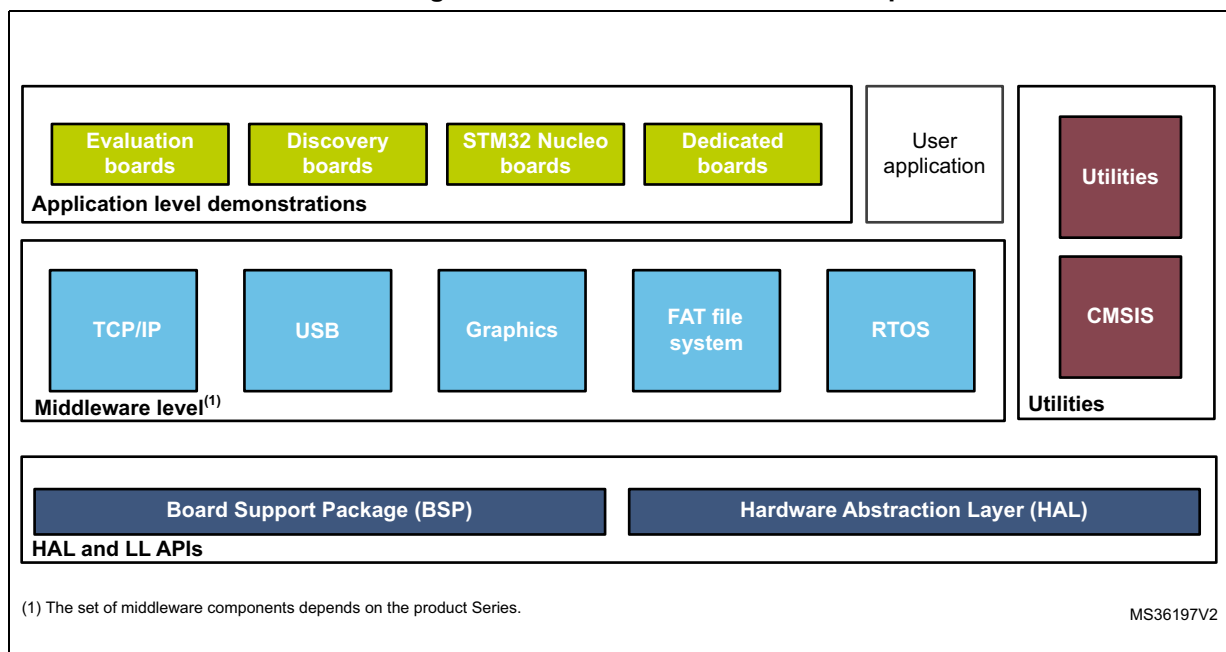 Evaluation
boards
Discovery
boards
STM32 Nucleo
boards
Dedicated
boards
Application level demonstrations
User
application
Utilities
CMSIS
Utilities
TCP/IP
USB
Graphics
FAT file
system
RTOS
Middleware level(1)
Board Support Package (BSP)
Hardware Abstraction Layer (HAL)
HAL and LL APIs
(1) The set of middleware components depends on the product Series.
MS36197V2